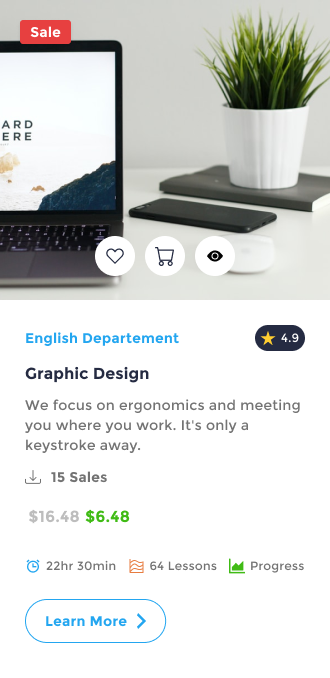 Sale
ARD
ERE
English Departement
4.9
Graphic Design
We focus on ergonomics and meeting
you where you work. It's only a
keystroke away.
15 Sales
$16.48 $6.48
22hr 30min
64 Lessons
Progress
Learn More